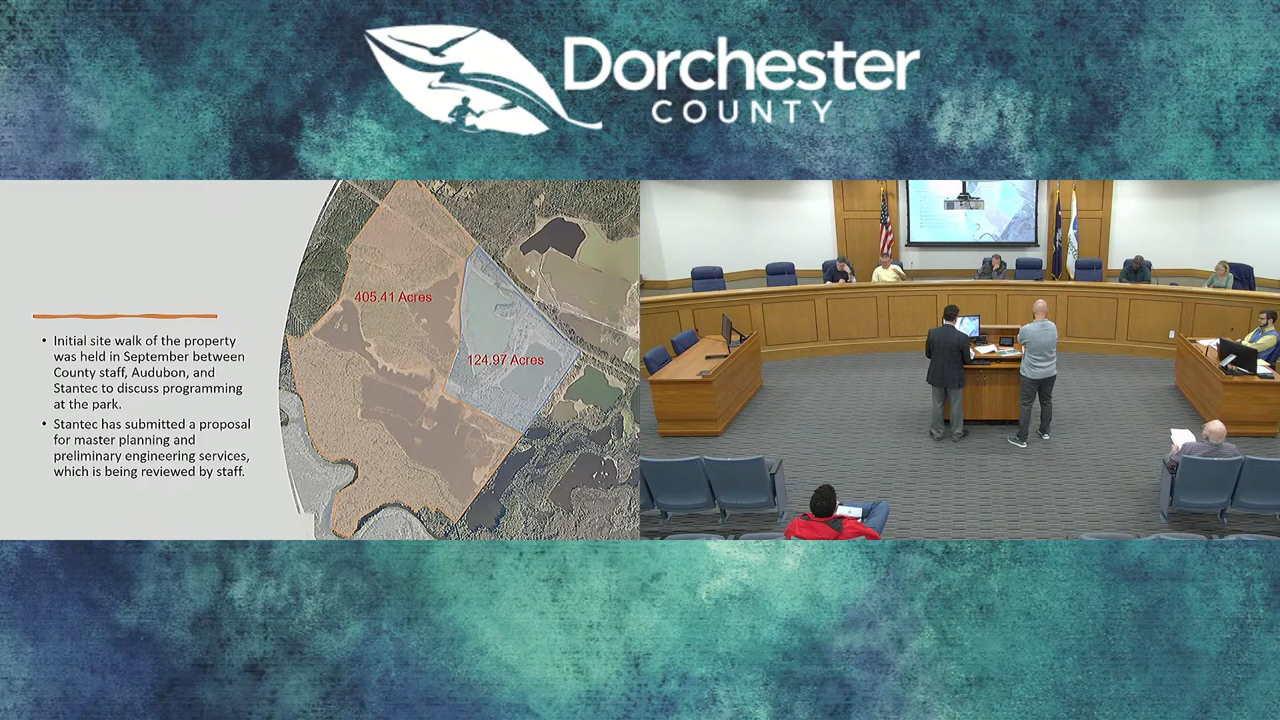 Dorchester
COUNTY
405.41 Acres
124.97 Acres
• Initial site walk of the property
was held in September between
County staff, Audubon, and
Stantec to discuss programming
at the park.
• Stantec has submitted a proposal
for master planning and
preliminary engineering services,
which is being reviewed by staff.